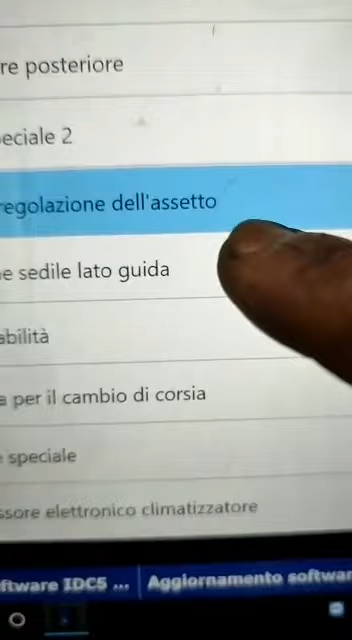 re posteriore
eciale 2
regolazione dell'assetto
e sedile lato guida
abilità
a per il cambio di corsia
speciale
ssore elettronico climatizzatore
ftware IDC5 ... Aggiornamento softwar